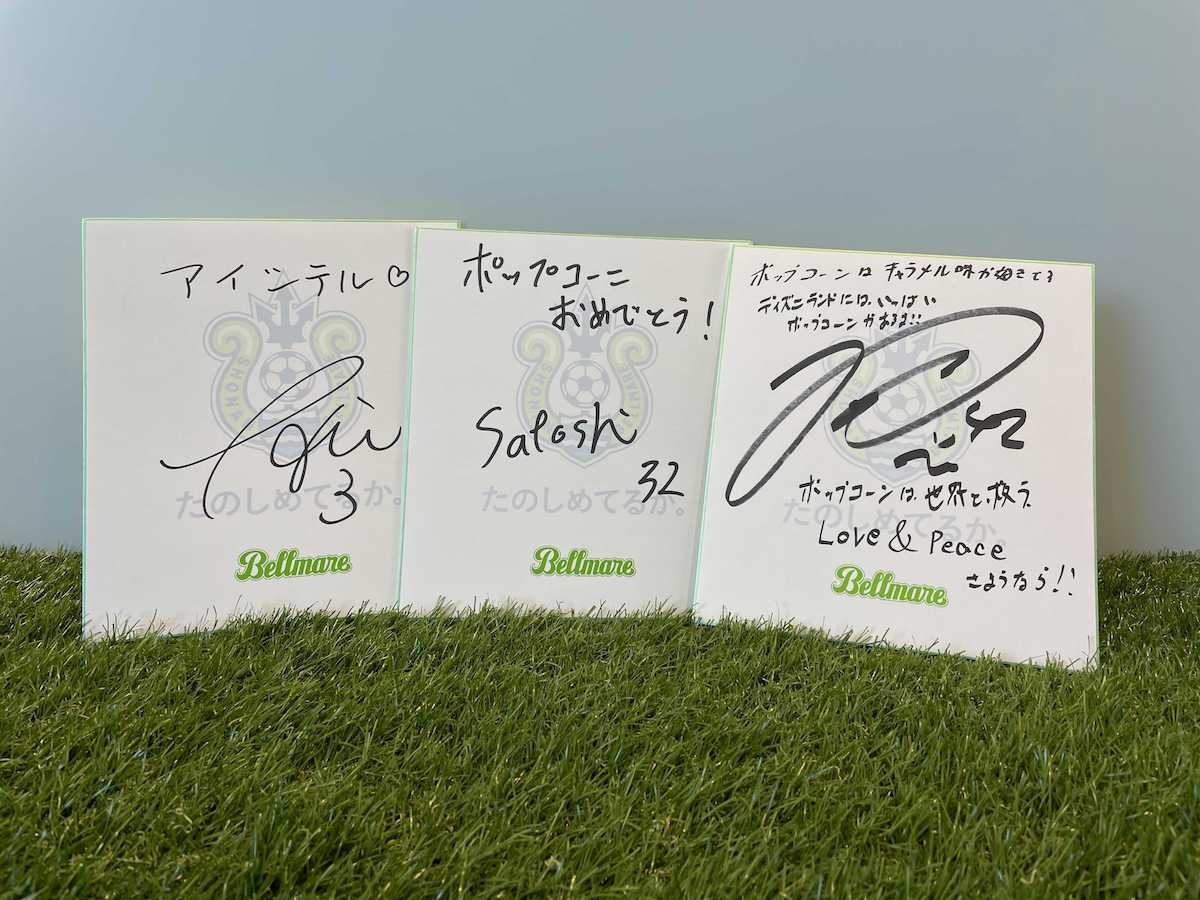 アイシテル♡
3
たのしめてるか。
Bellmare
ポップコーニ
おめでとう!
Satoshi
32
たのしめてるか。
Bellmare
ポップコーンは キャラメル味が好きです
ディズニランドには、いっぱい
ポップコーンがあるよ!!
42
ポップコーンは、世界を、救う。
たのしめてるか。
Love & Peace
さようなら!!
Bellmare